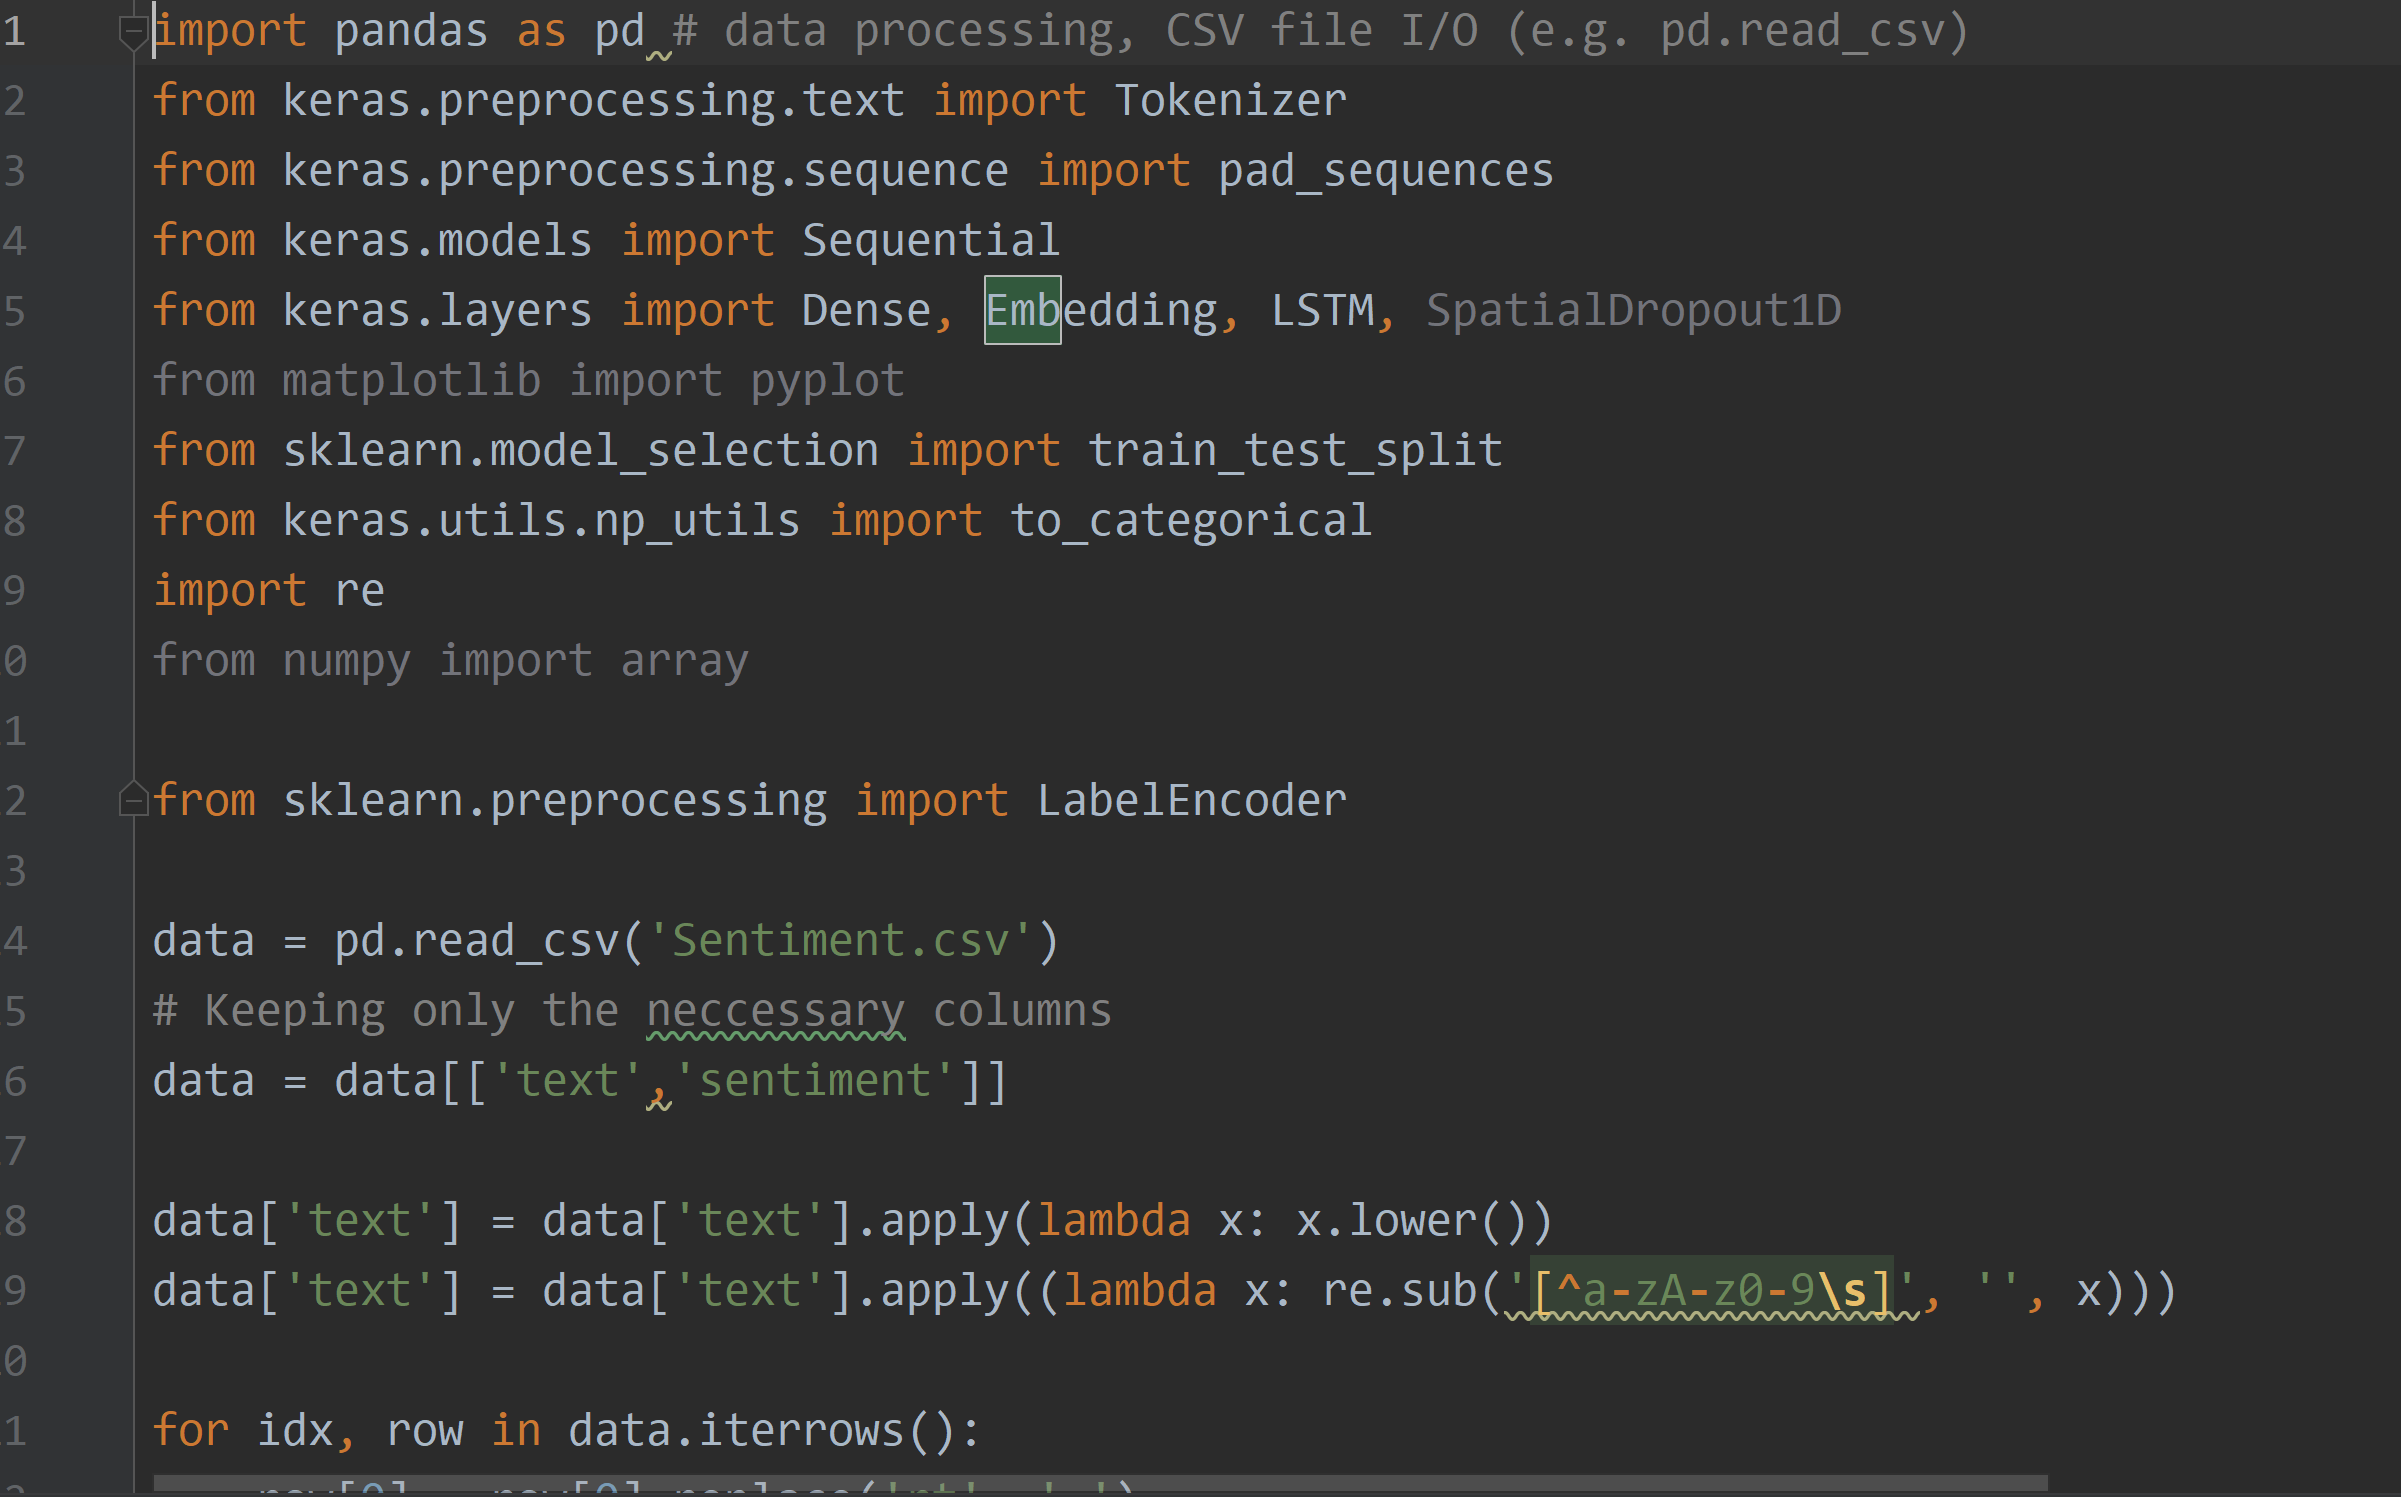 1 import pandas as pd # data processing, CSV file I/O (e.g. pd.read_csv)
2 from keras.preprocessing.text import Tokenizer
3 from keras.preprocessing.sequence import pad_sequences
4 from keras.models import Sequential
5 from keras.layers import Dense, Embedding, LSTM, SpatialDropout1D
6 from matplotlib import pyplot
7 from sklearn.model_selection import train_test_split
8 from keras.utils.np_utils import to_categorical
9 import re
0 from numpy import array
1
2 from sklearn.preprocessing import LabelEncoder
3
4 data = pd.read_csv('Sentiment.csv')
5 # Keeping only the neccessary columns
6 data = data[['text','sentiment']]
7
8 data['text'] = data['text'].apply(lambda x: x.lower())
9 data['text'] = data['text'].apply((lambda x: re.sub('[^a-zA-z0-9\s]', '', x)))
0
1 for idx, row in data.iterrows():